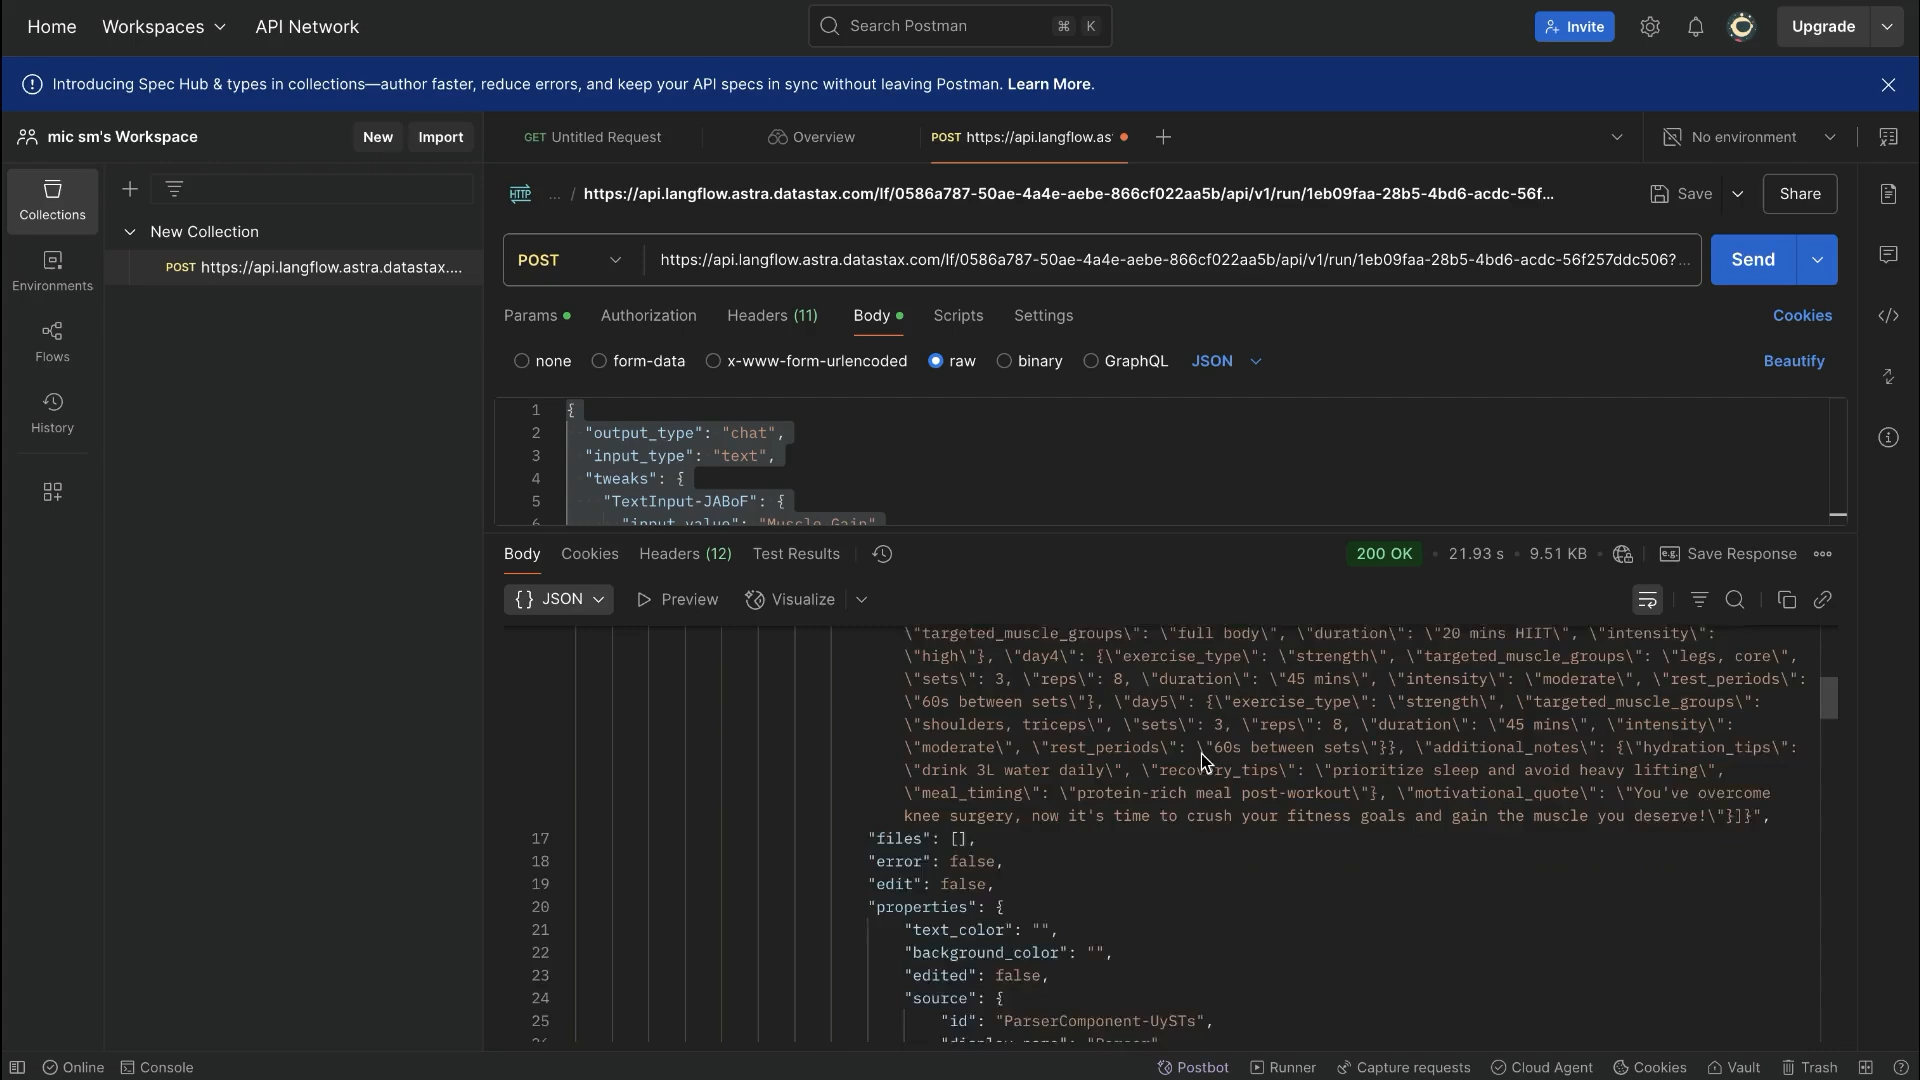 Home Workspaces API Network Search Postman ⌘ K Invite Upgrade
Introducing Spec Hub & types in collections—author faster, reduce errors, and keep your API specs in sync without leaving Postman. Learn More.
mic sm's Workspace New Import GET Untitled Request Overview POST https://api.langflow.as No environment
Collections
Environments
Flows
History
New Collection
POST https://api.langflow.astra.datastax....
... / https://api.langflow.astra.datastax.com/lf/0586a787-50ae-4a4e-aebe-866cf022aa5b/api/v1/run/1eb09faa-28b5-4bd6-acdc-56f... Save Share
POST https://api.langflow.astra.datastax.com/lf/0586a787-50ae-4a4e-aebe-866cf022aa5b/api/v1/run/1eb09faa-28b5-4bd6-acdc-56f257ddc506?... Send
Params Authorization Headers (11) Body Scripts Settings Cookies
none form-data x-www-form-urlencoded raw binary GraphQL JSON Beautify
1 {
2 "output_type": "chat",
3 "input_type": "text",
4 "tweaks": {
5 "TextInput-JABoF": {
6 "input_value": "Muscle Gain"
Body Cookies Headers (12) Test Results 200 OK • 21.93 s • 9.51 KB • e.g. Save Response
{} JSON Preview Visualize
\"targeted_muscle_groups\": \"full body\", \"duration\": \"20 mins HIIT\", \"intensity\":
\"high\"}, \"day4\": {\"exercise_type\": \"strength\", \"targeted_muscle_groups\": \"legs, core\",
\"sets\": 3, \"reps\": 8, \"duration\": \"45 mins\", \"intensity\": \"moderate\", \"rest_periods\":
\"60s between sets\"}, \"day5\": {\"exercise_type\": \"strength\", \"targeted_muscle_groups\":
\"shoulders, triceps\", \"sets\": 3, \"reps\": 8, \"duration\": \"45 mins\", \"intensity\":
\"moderate\", \"rest_periods\": \"60s between sets\"}}, \"additional_notes\": {\"hydration_tips\":
\"drink 3L water daily\", \"recovery_tips\": \"prioritize sleep and avoid heavy lifting\",
\"meal_timing\": \"protein-rich meal post-workout\"}, \"motivational_quote\": \"You've overcome
knee surgery, now it's time to crush your fitness goals and gain the muscle you deserve!\"}]}",
17 "files": [],
18 "error": false,
19 "edit": false,
20 "properties": {
21 "text_color": "",
22 "background_color": "",
23 "edited": false,
24 "source": {
25 "id": "ParserComponent-UySTs",
26 "display_name": "Parser"
Online Console Postbot Runner Capture requests Cloud Agent Cookies Vault Trash